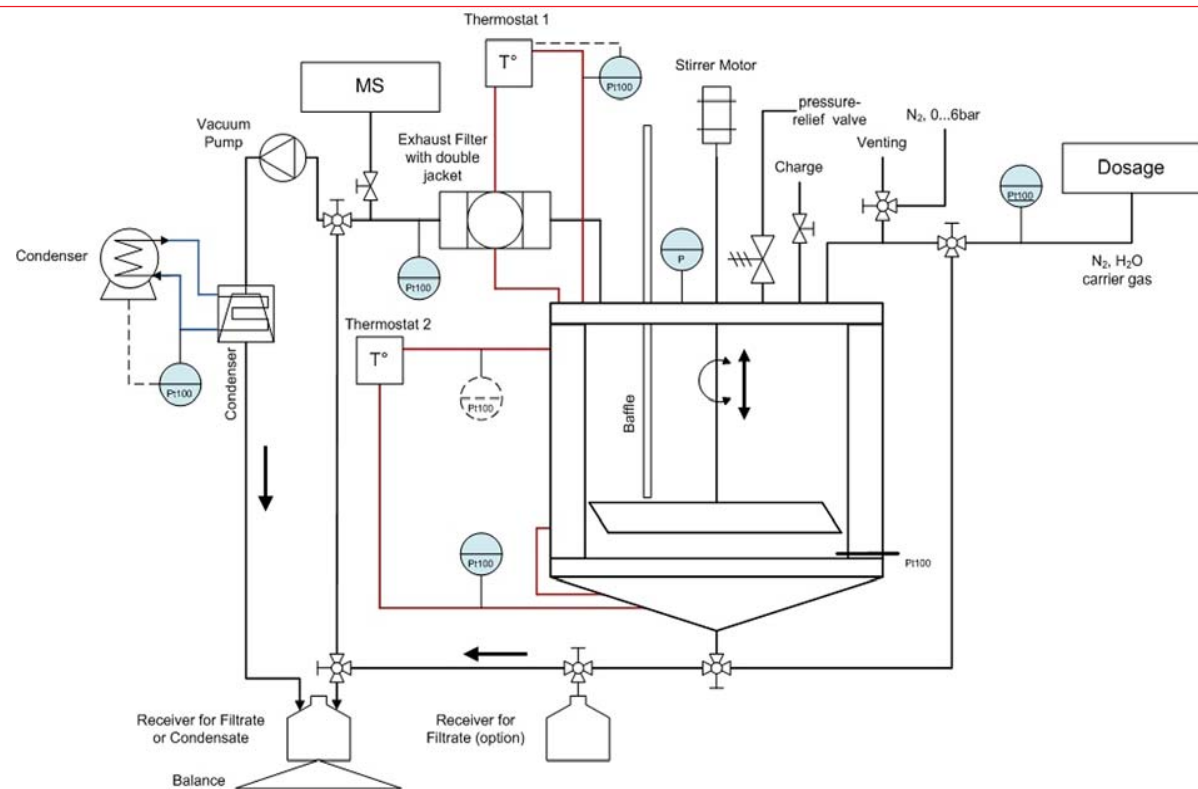 Thermostat 1
T°
Pt100
MS
Stirrer Motor
pressure-
relief valve
N₂, 0...6bar
Vacuum
Pump
Exhaust Filter
with double
jacket
Venting
Charge
Pt100
Dosage
Condenser
Pt100
P
N₂, H₂O
carrier gas
Thermostat 2
T°
Pt100
Condenser
Pt100
Baffle
Pt100
Pt100
Receiver for Filtrate
or Condensate
Receiver for
Filtrate (option)
Balance